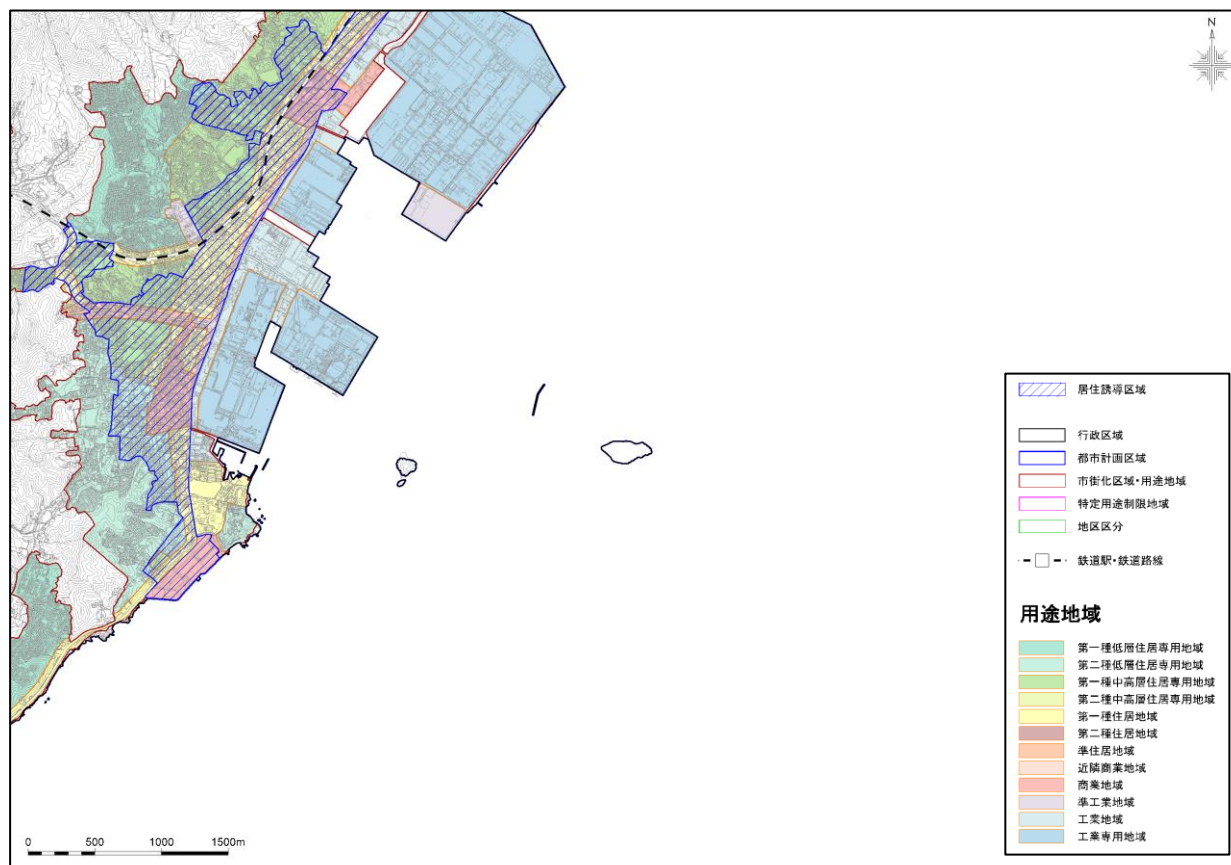 N
居住誘導区域
行政区域
都市計画区域
市街化区域・用途地域
特定用途制限地域
地区区分
鉄道駅・鉄道路線
用途地域
第一種低層住居専用地域
第二種低層住居専用地域
第一種中高層住居専用地域
第二種中高層住居専用地域
第一種住居地域
第二種住居地域
準住居地域
近隣商業地域
商業地域
準工業地域
工業地域
工業専用地域
0 500 1000 1500m